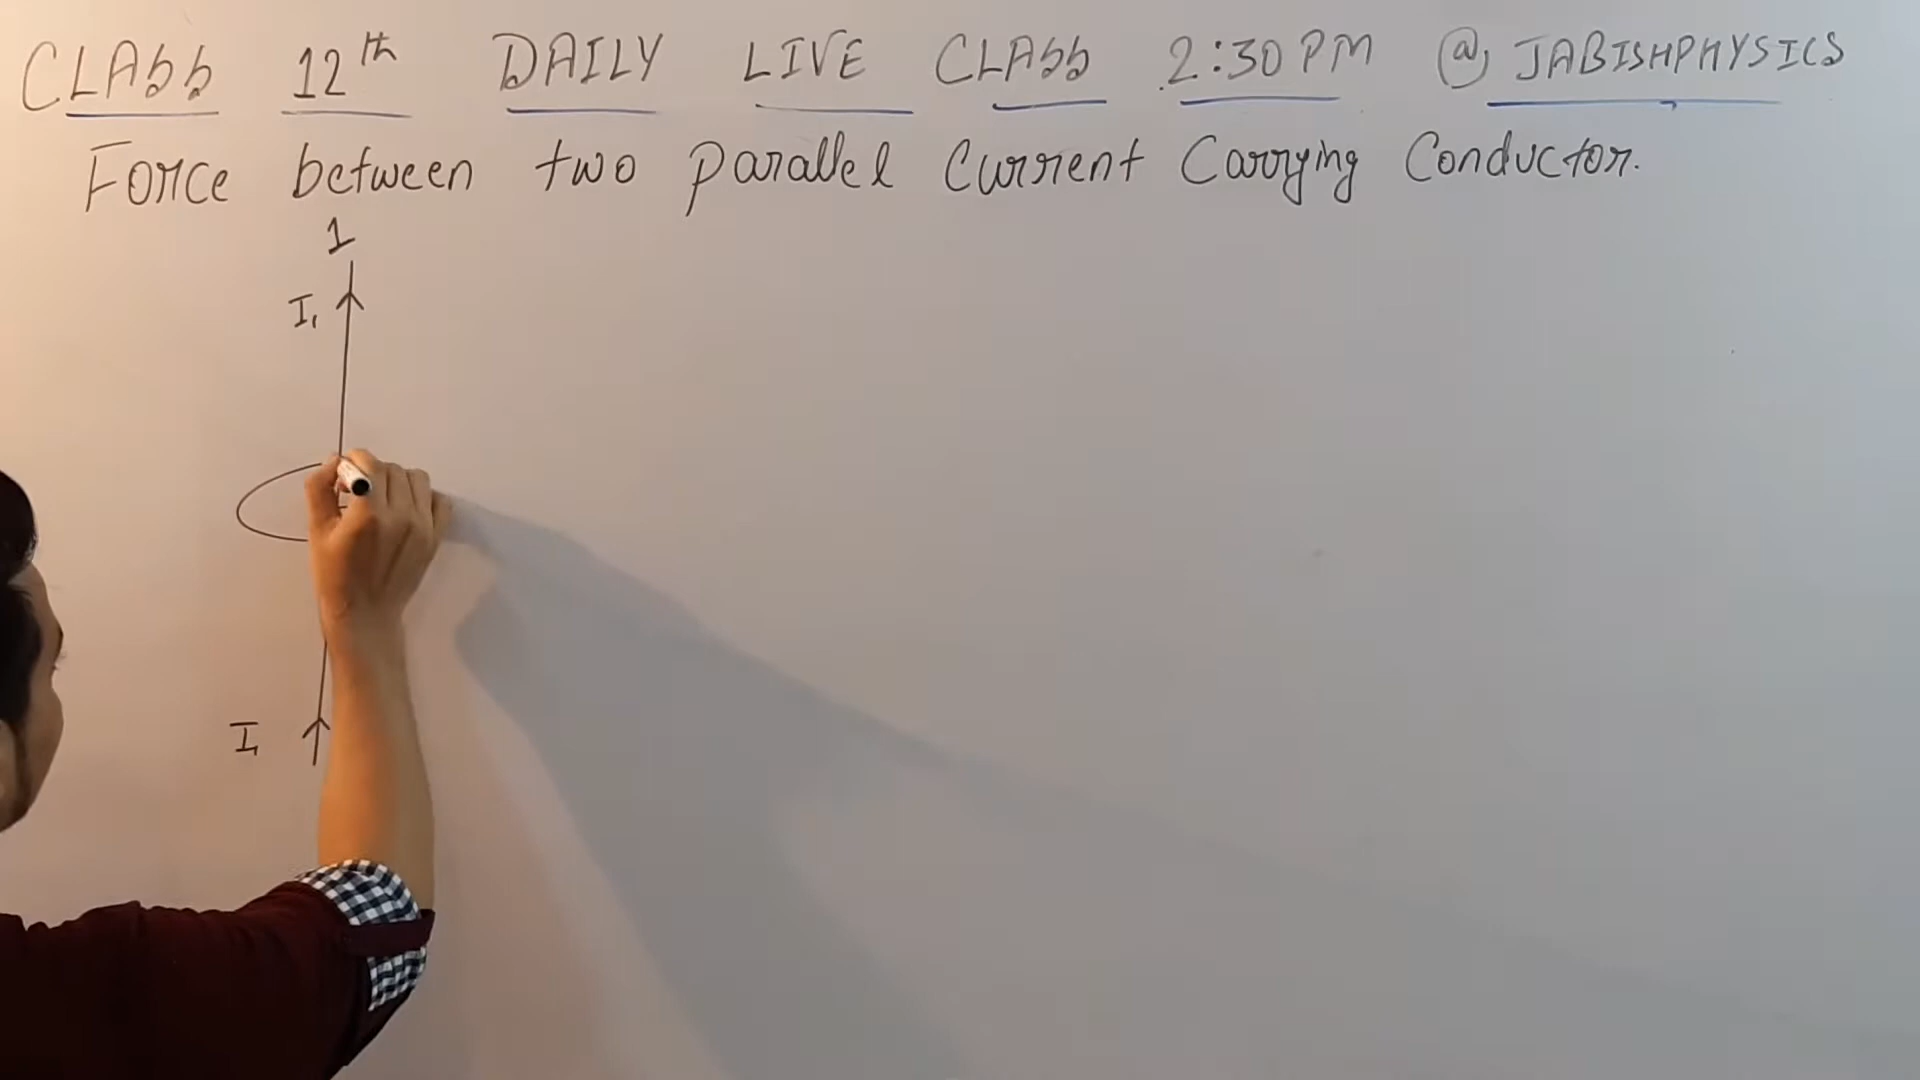 CLASS 12th DAILY LIVE CLASS 2:30 PM @JABISHPHYSICS
Force between two parallel Current Carrying Conductor.
1
I1
I1